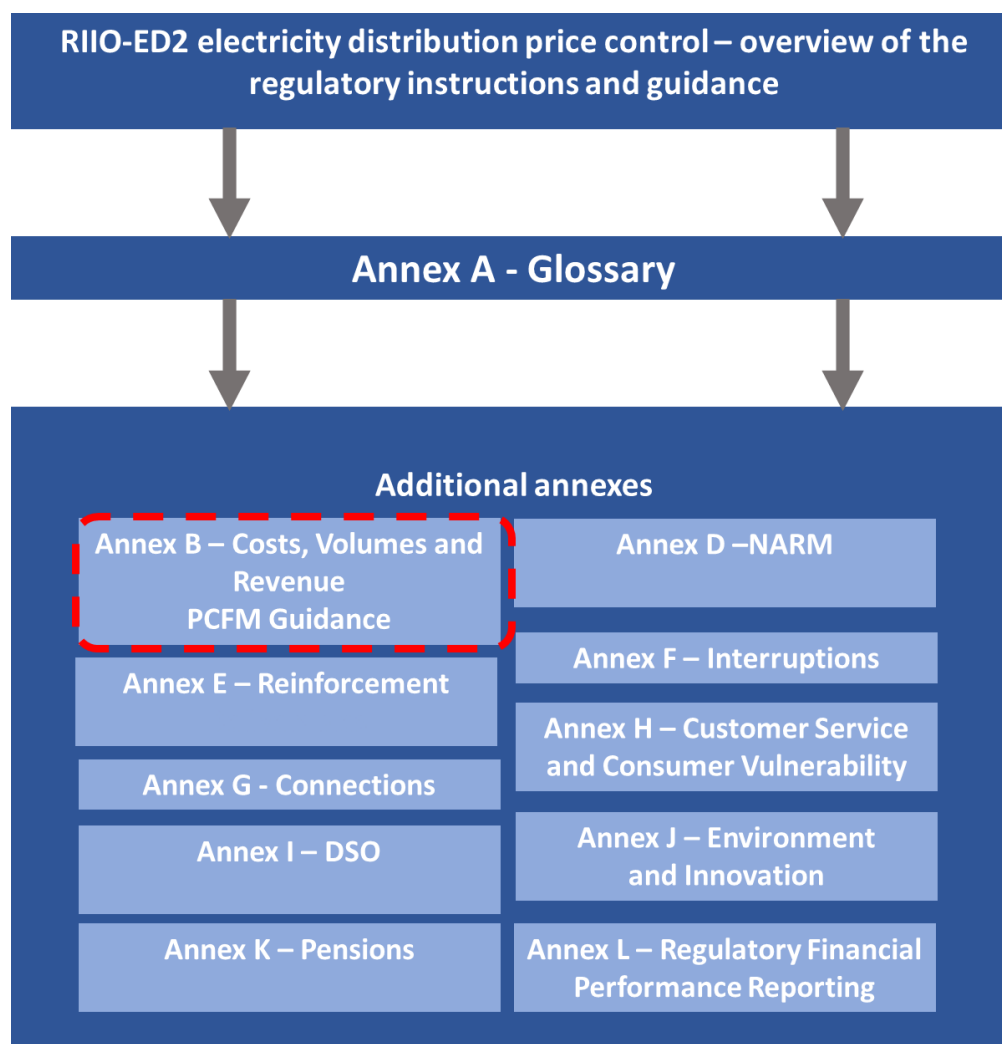 RIIO-ED2 electricity distribution price control – overview of the
regulatory instructions and guidance
Annex A - Glossary
Additional annexes
Annex B – Costs, Volumes and
Revenue
PCFM Guidance
Annex D –NARM
Annex E – Reinforcement
Annex F – Interruptions
Annex G - Connections
Annex H – Customer Service
and Consumer Vulnerability
Annex I – DSO
Annex J – Environment
and Innovation
Annex K – Pensions
Annex L – Regulatory Financial
Performance Reporting